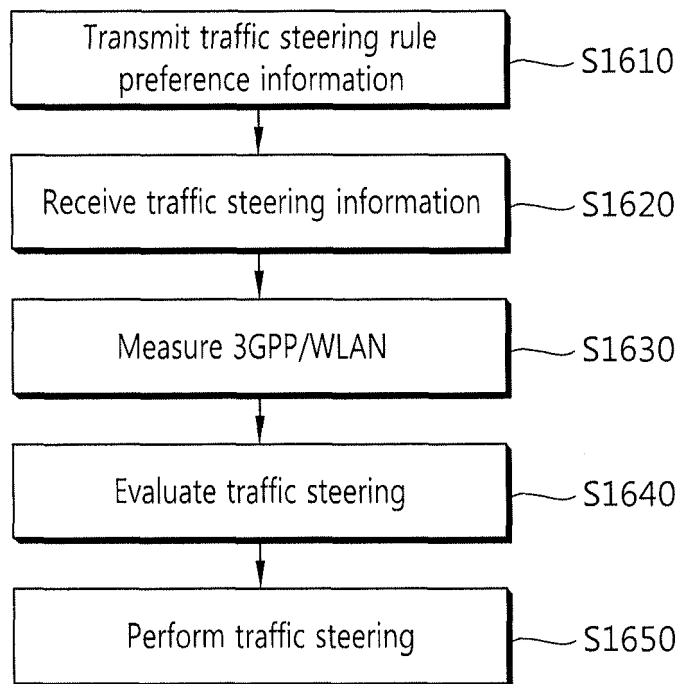 Transmit traffic steering rule
preference information
S1610
Receive traffic steering information
S1620
Measure 3GPP/WLAN
S1630
Evaluate traffic steering
S1640
Perform traffic steering
S1650